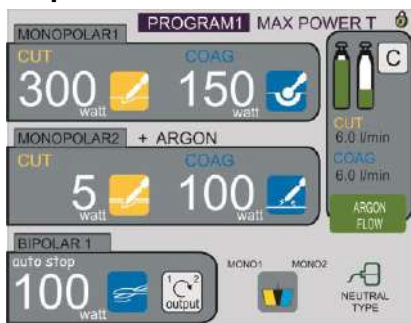 PROGRAM1 MAX POWER T
MONOPOLAR1
CUT
300
watt
COAG
150
watt
C
CUT
6.0 l/min
COAG
6.0 l/min
ARGON
FLOW
MONOPOLAR2 + ARGON
CUT
5
watt
COAG
100
watt
BIPOLAR 1
auto stop
100
watt
1 2
output
MONO1 MONO2
NEUTRAL
TYPE